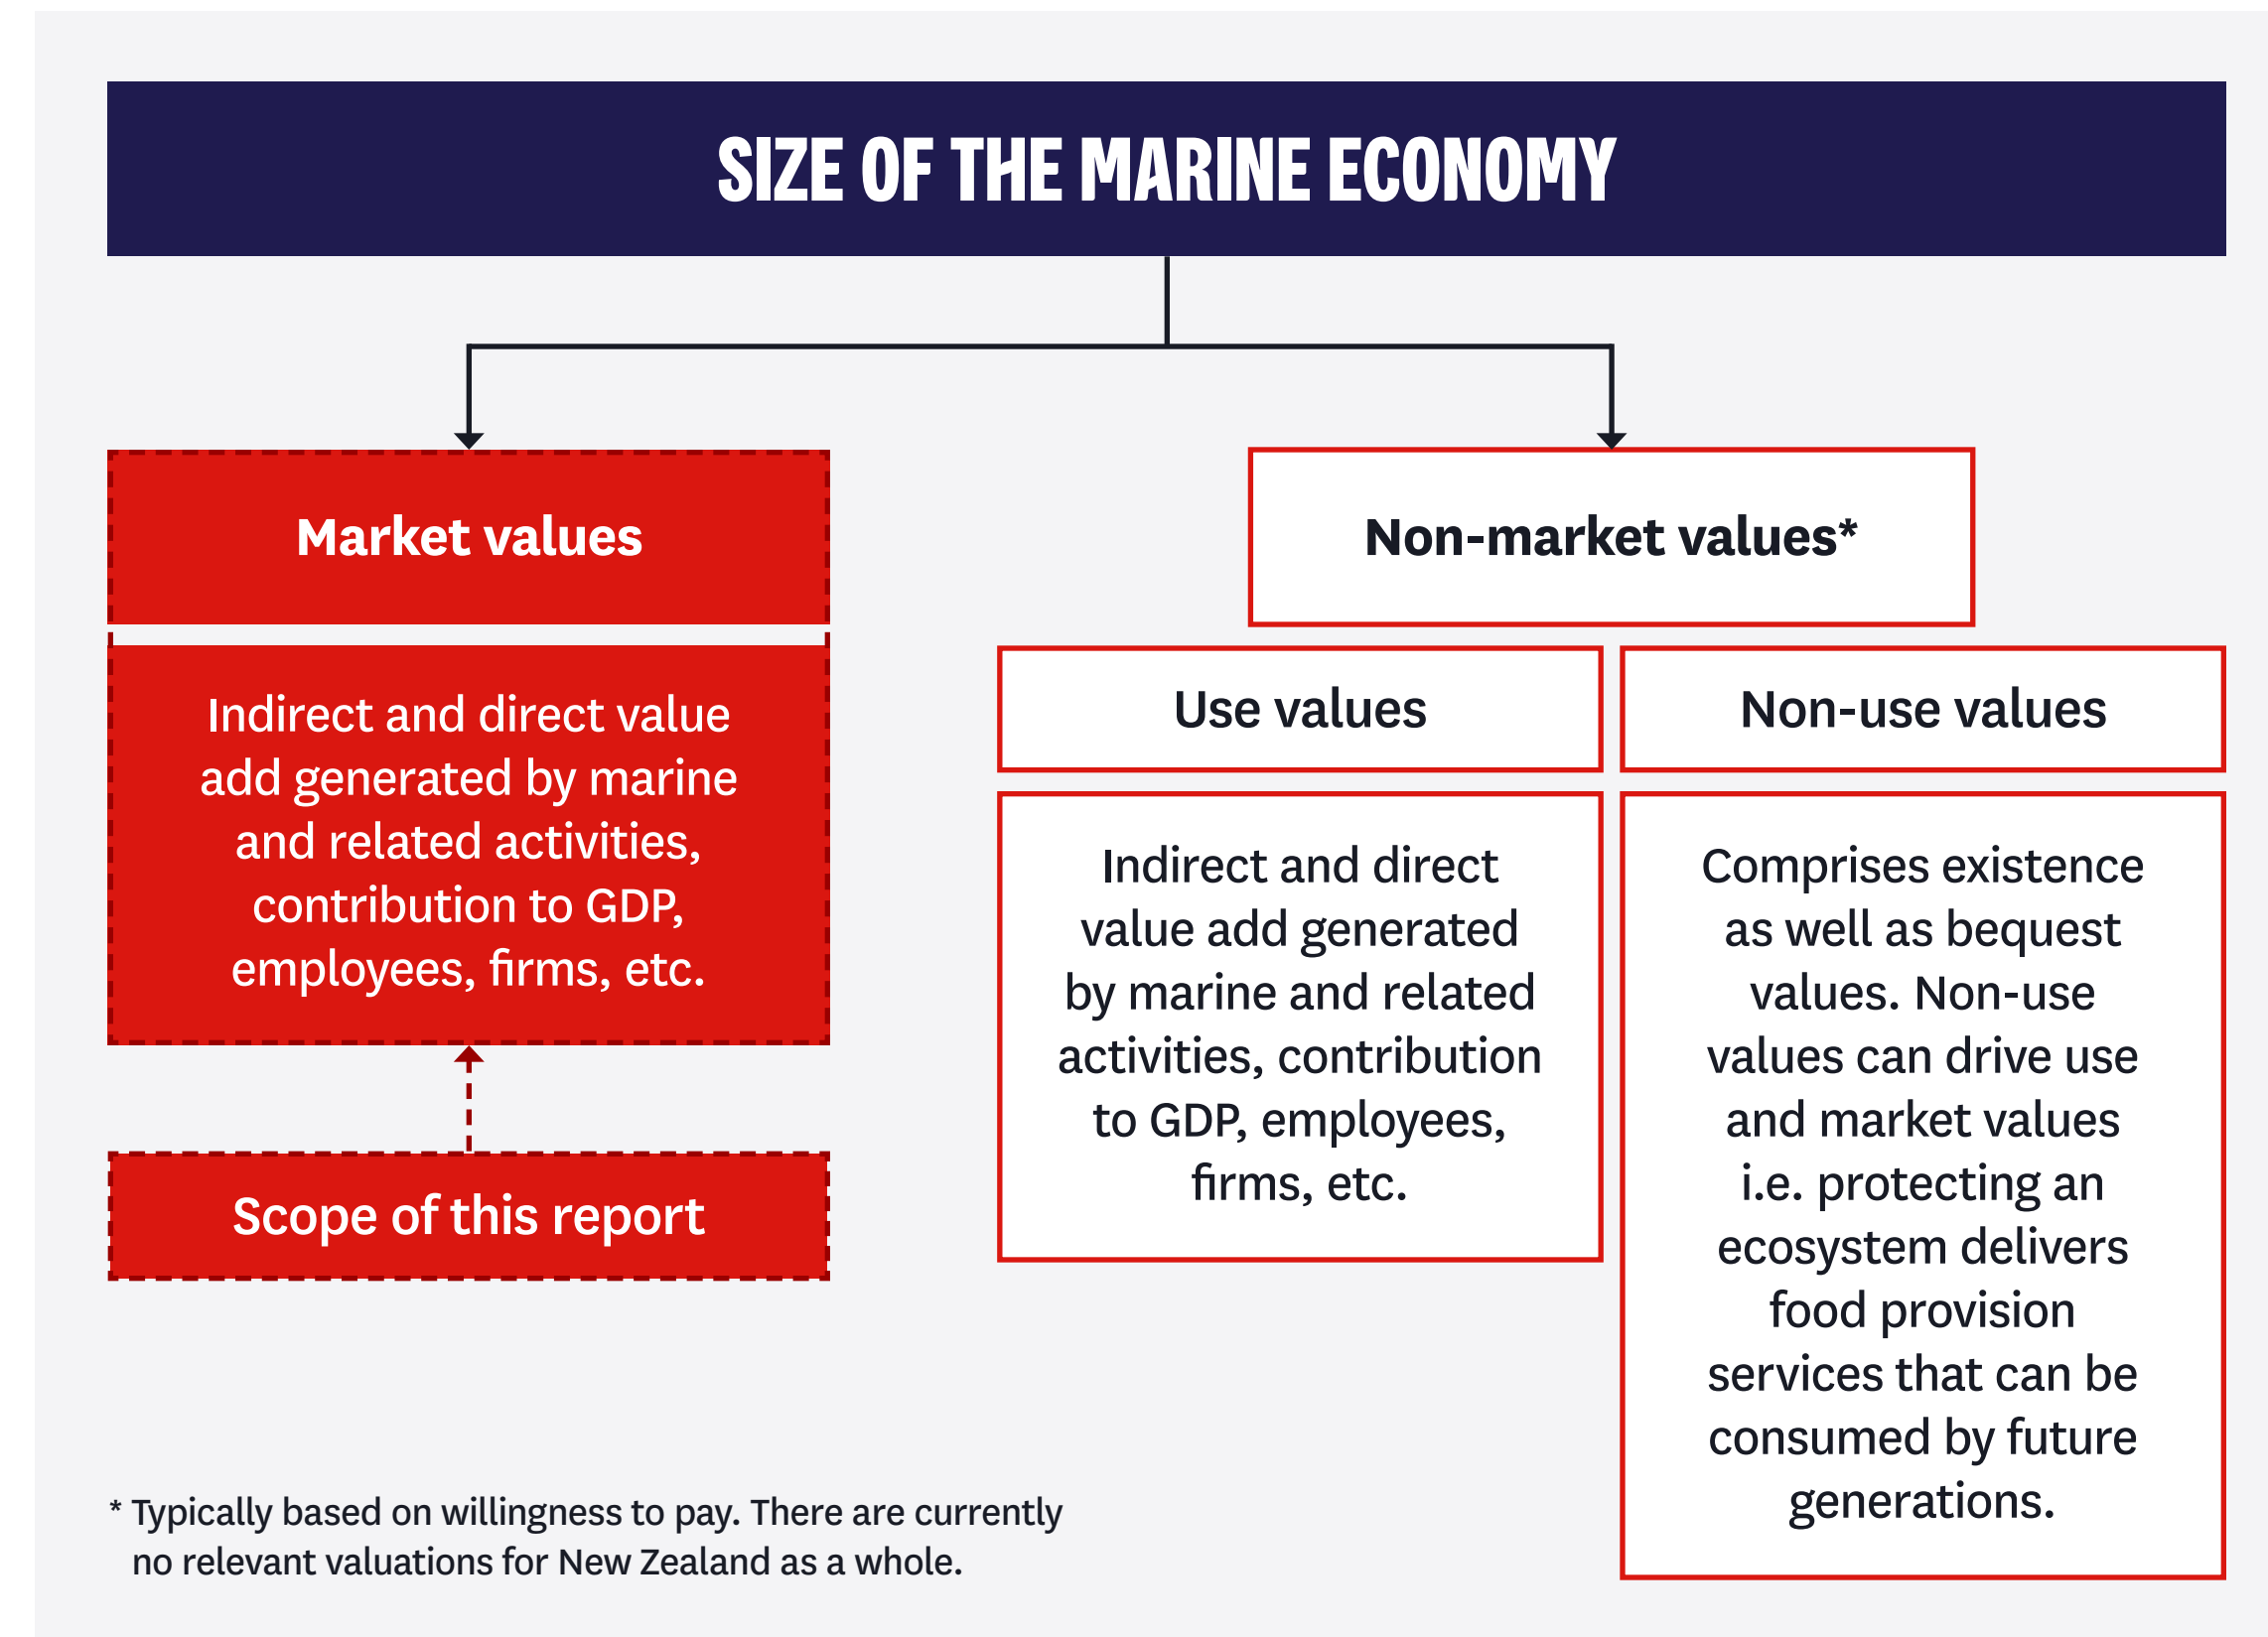 SIZE OF THE MARINE ECONOMY
Market values
Indirect and direct value
add generated by marine
and related activities,
contribution to GDP,
employees, firms, etc.
Scope of this report
Non-market values*
Use values
Indirect and direct
value add generated
by marine and related
activities, contribution
to GDP, employees,
firms, etc.
Non-use values
Comprises existence
as well as bequest
values. Non-use
values can drive use
and market values
i.e. protecting an
ecosystem delivers
food provision
services that can be
consumed by future
generations.
* Typically based on willingness to pay. There are currently
no relevant valuations for New Zealand as a whole.